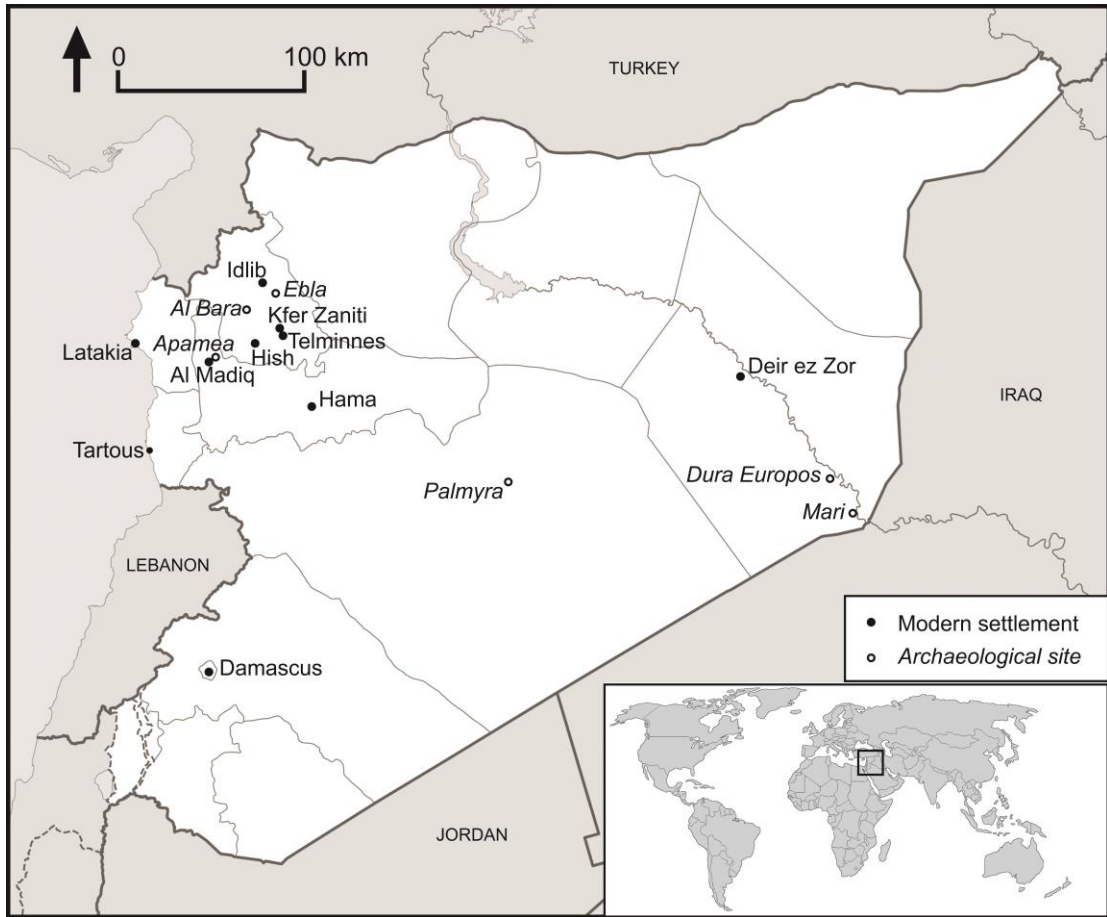 0 100 km
TURKEY
Idlib
Ebla
Al Bara
Kfer Zaniti
Telminnes
Latakia
Apamea
Hish
Al Madiq
Deir ez Zor
Hama
IRAQ
Tartous
Dura Europos
Palmyra
Mari
LEBANON
Modern settlement
Archaeological site
Damascus
JORDAN